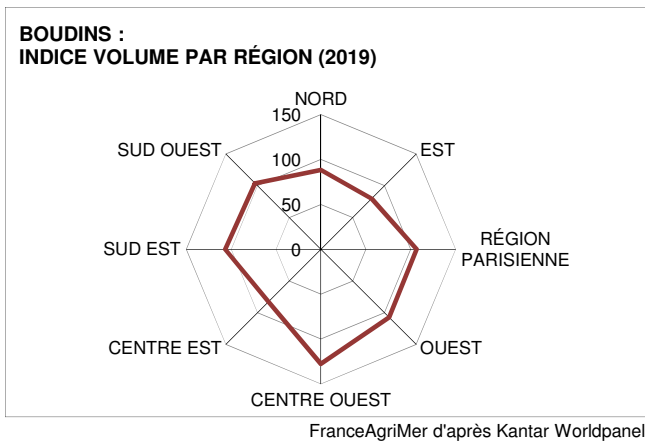 BOUDINS :
INDICE VOLUME PAR RÉGION (2019)
NORD
150
SUD OUEST
EST
100
50
SUD EST
0
RÉGION
PARISIENNE
CENTRE EST
OUEST
CENTRE OUEST
FranceAgriMer d'après Kantar Worldpanel